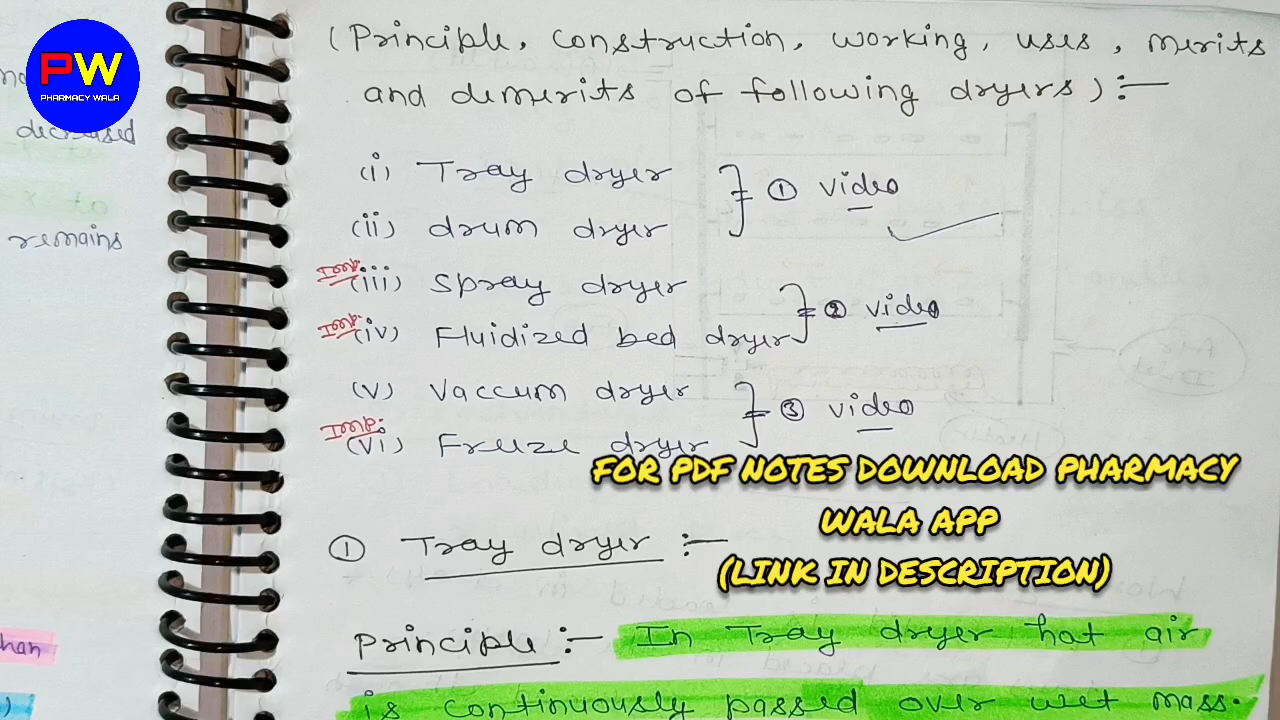 PW
PHARMACY WALA
decreased
remains
(Principle, construction, working, uses, merits
and demerits of following dryers) :-
(i) Tray dryer
(ii) drum dryer
① video
Imp. (iii) Spray dryer
Imp. (iv) Fluidized bed dryer
② video
(v) Vaccum dryer
Imp. (vi) Freeze dryer
③ video
FOR PDF NOTES DOWNLOAD PHARMACY
WALA APP
(LINK IN DESCRIPTION)
① Tray dryer :-
Principle :- In Tray dryer hot air
is continuously passed over wet mass.